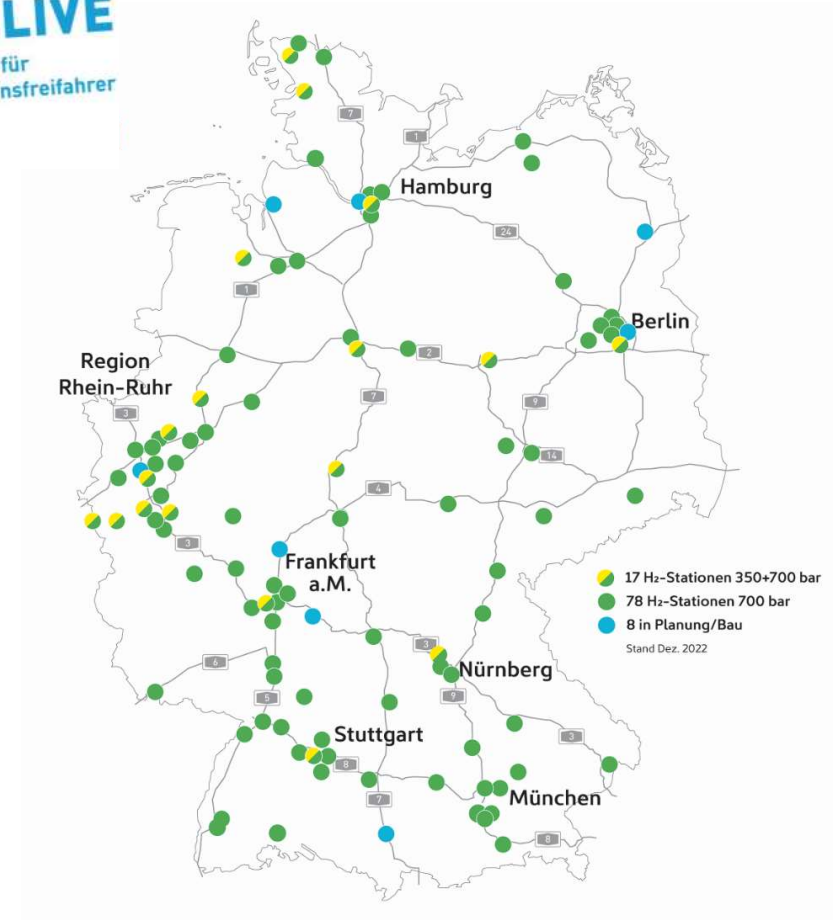 LIVE
für
nsfreifahrer
7
1
Hamburg
24
1
Berlin
2
Region
Rhein-Ruhr
3
7
9
14
4
3
Frankfurt
a.M.
17 H₂-Stationen 350+700 bar
78 H₂-Stationen 700 bar
8 in Planung/Bau
Stand Dez. 2022
3
6
Nürnberg
5
9
Stuttgart
3
8
7
München
8